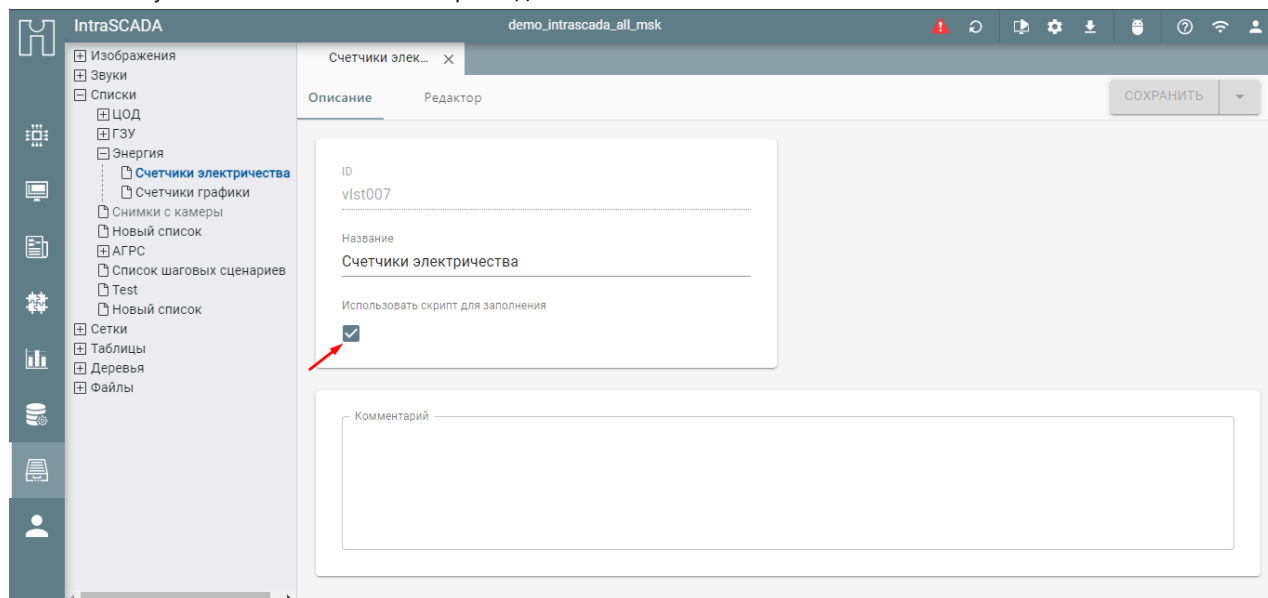 IntraSCADA
demo_intrascada_all_msk
Изображения
Звуки
Списки
ЦОД
ГЗУ
Энергия
Счетчики электричества
Счетчики графики
Снимки с камеры
Новый список
АГРС
Список шаговых сценариев
Test
Новый список
Сетки
Таблицы
Деревья
Файлы
Счетчики элек...
Описание
Редактор
СОХРАНИТЬ
ID
vlst007
Название
Счетчики электричества
Использовать скрипт для заполнения
Комментарий